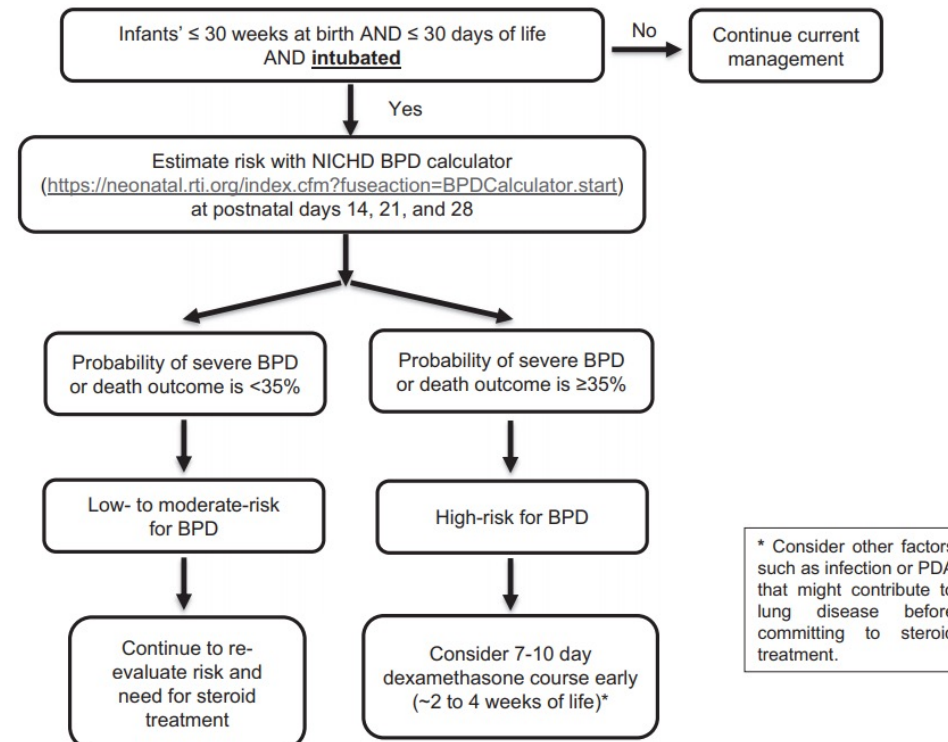 Infants' ≤ 30 weeks at birth AND ≤ 30 days of life
AND intubated
No
Continue current
management
Yes
Estimate risk with NICHD BPD calculator
(https://neonatal.rti.org/index.cfm?fuseaction=BPDCalculator.start)
at postnatal days 14, 21, and 28
Probability of severe BPD
or death outcome is <35%
Probability of severe BPD
or death outcome is ≥35%
Low- to moderate-risk
for BPD
High-risk for BPD
Continue to re-
evaluate risk and
need for steroid
treatment
Consider 7-10 day
dexamethasone course early
(~2 to 4 weeks of life)*
* Consider other factors
such as infection or PDA
that might contribute to
lung disease before
committing to steroid
treatment.